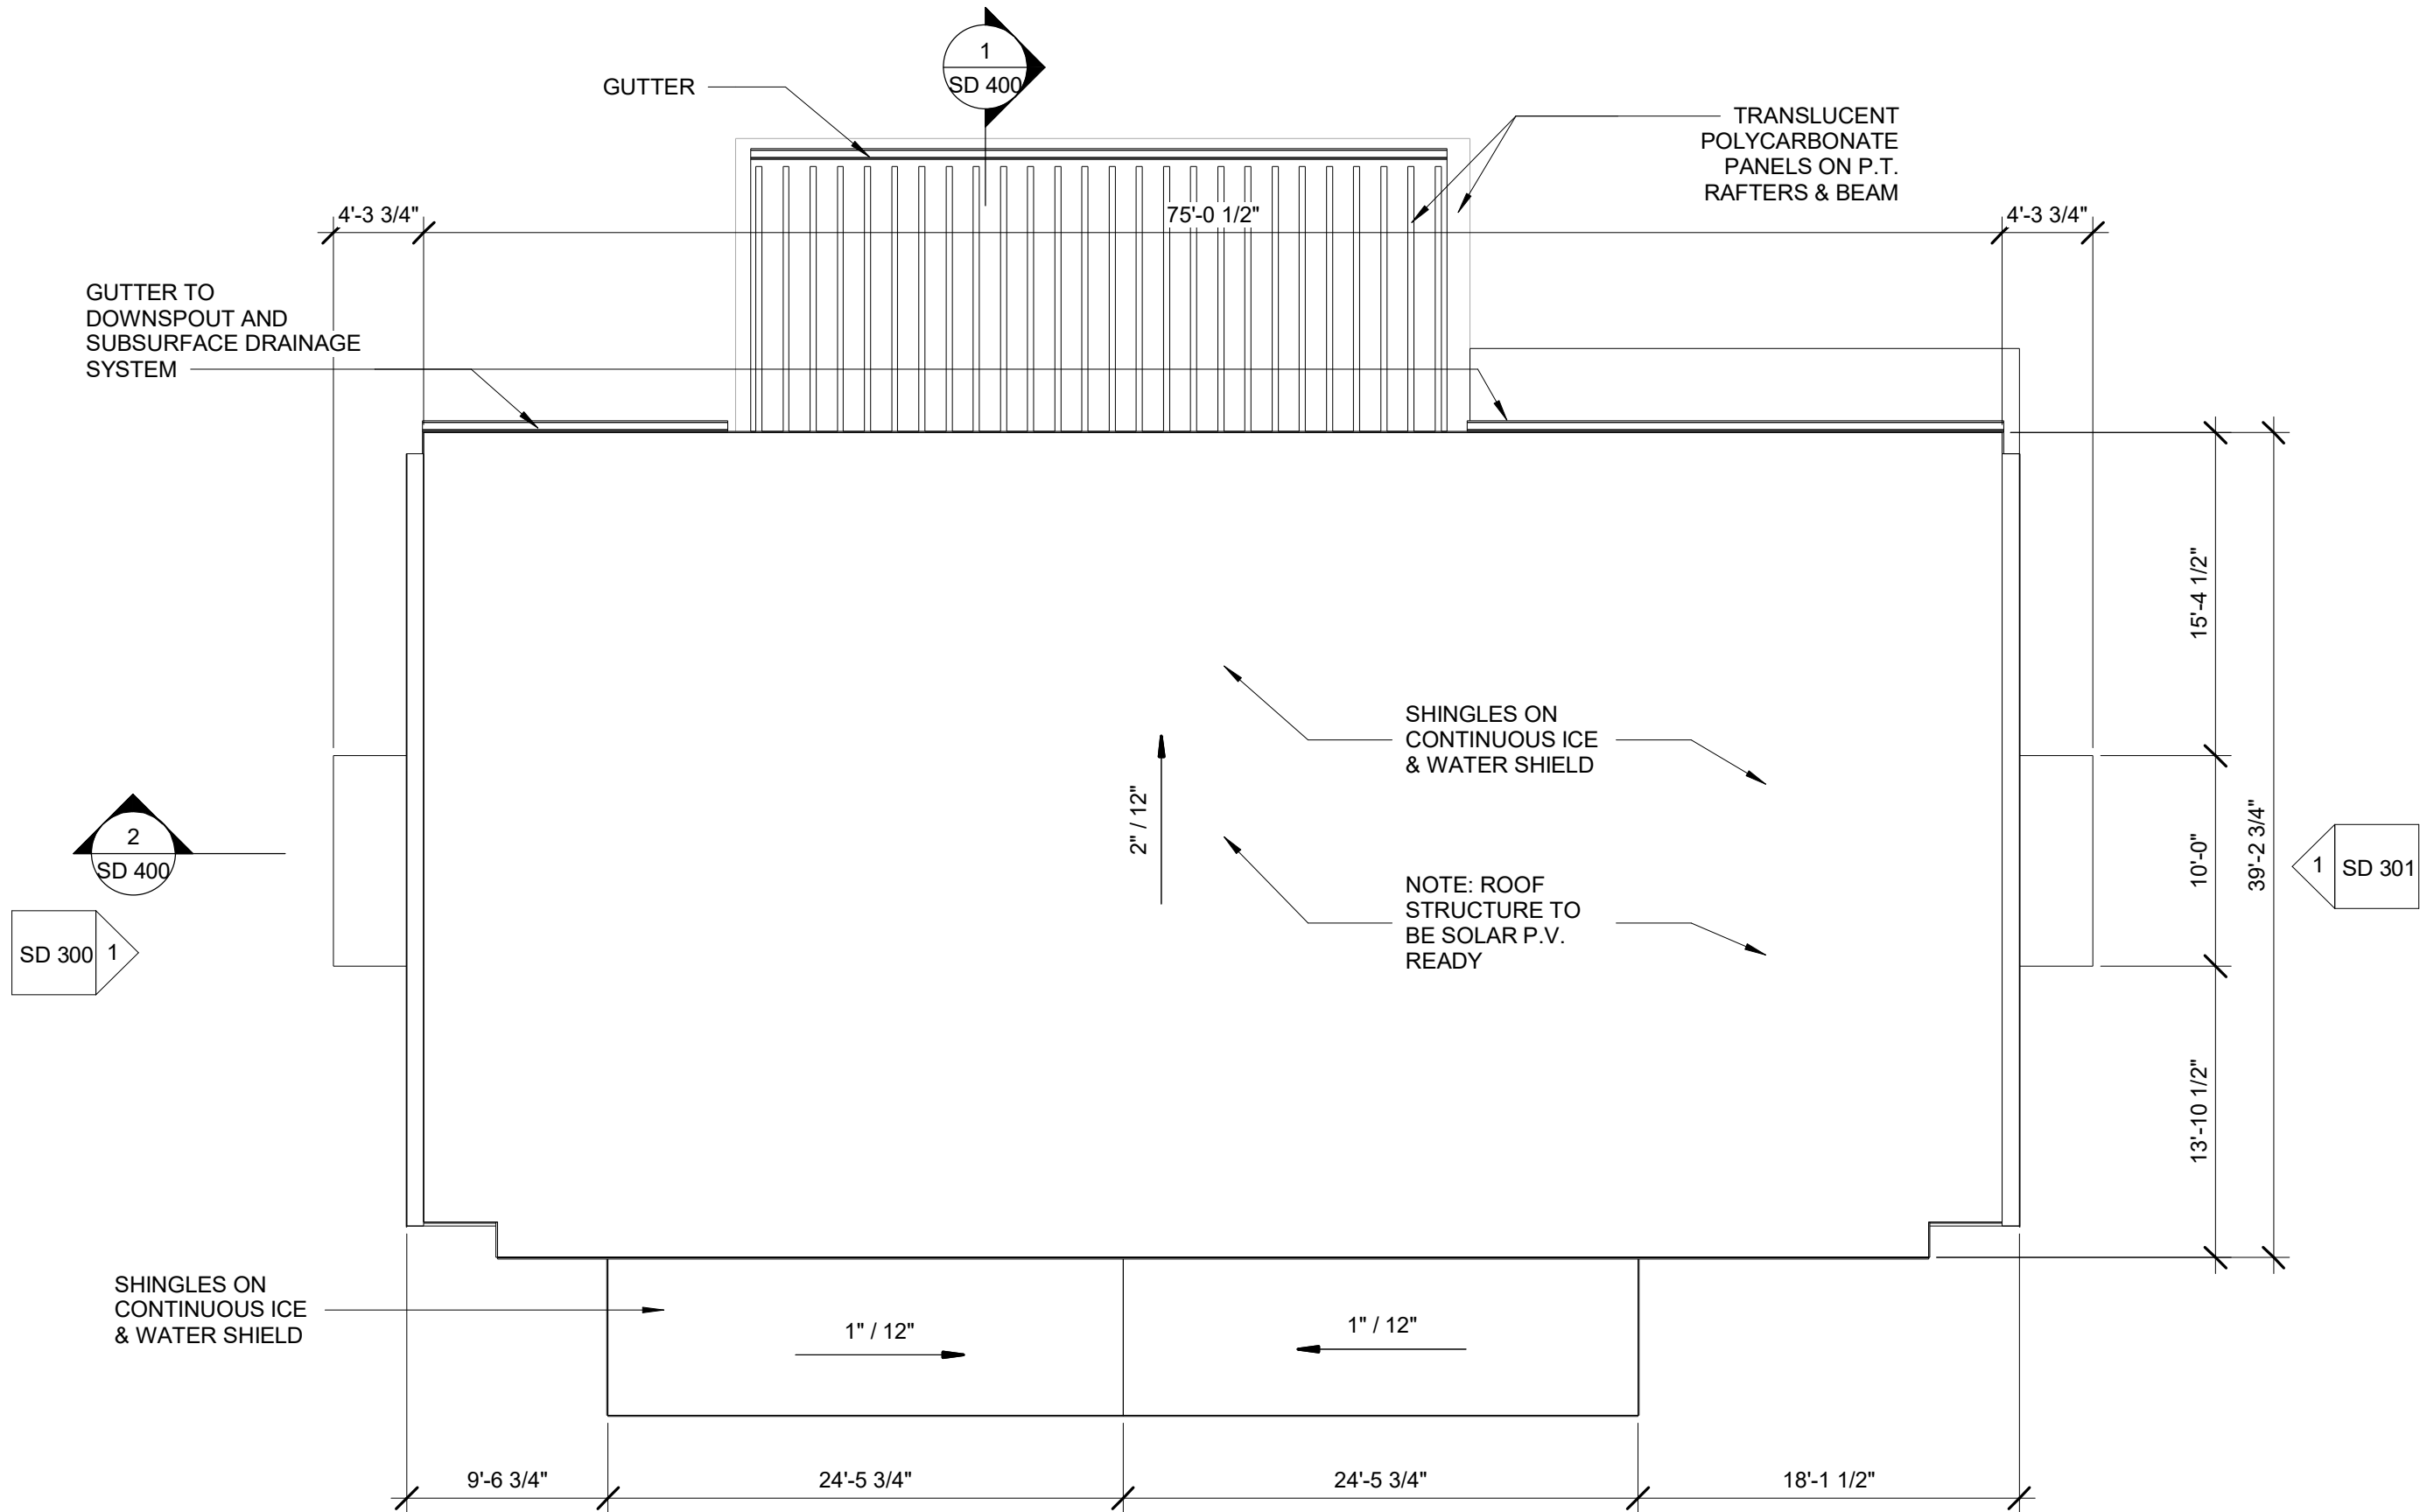 1
SD 400
GUTTER
TRANSLUCENT
POLYCARBONATE
PANELS ON P.T.
RAFTERS & BEAM
4'-3 3/4"
75'-0 1/2"
4'-3 3/4"
GUTTER TO
DOWNSPOUT AND
SUBSURFACE DRAINAGE
SYSTEM
15'-4 1/2"
SHINGLES ON
CONTINUOUS ICE
& WATER SHIELD
2" / 12"
2
SD 400
10'-0"
39'-2 3/4"
1
SD 301
NOTE: ROOF
STRUCTURE TO
BE SOLAR P.V.
READY
SD 300
1
13'-10 1/2"
SHINGLES ON
CONTINUOUS ICE
& WATER SHIELD
1" / 12"
1" / 12"
9'-6 3/4"
24'-5 3/4"
24'-5 3/4"
18'-1 1/2"